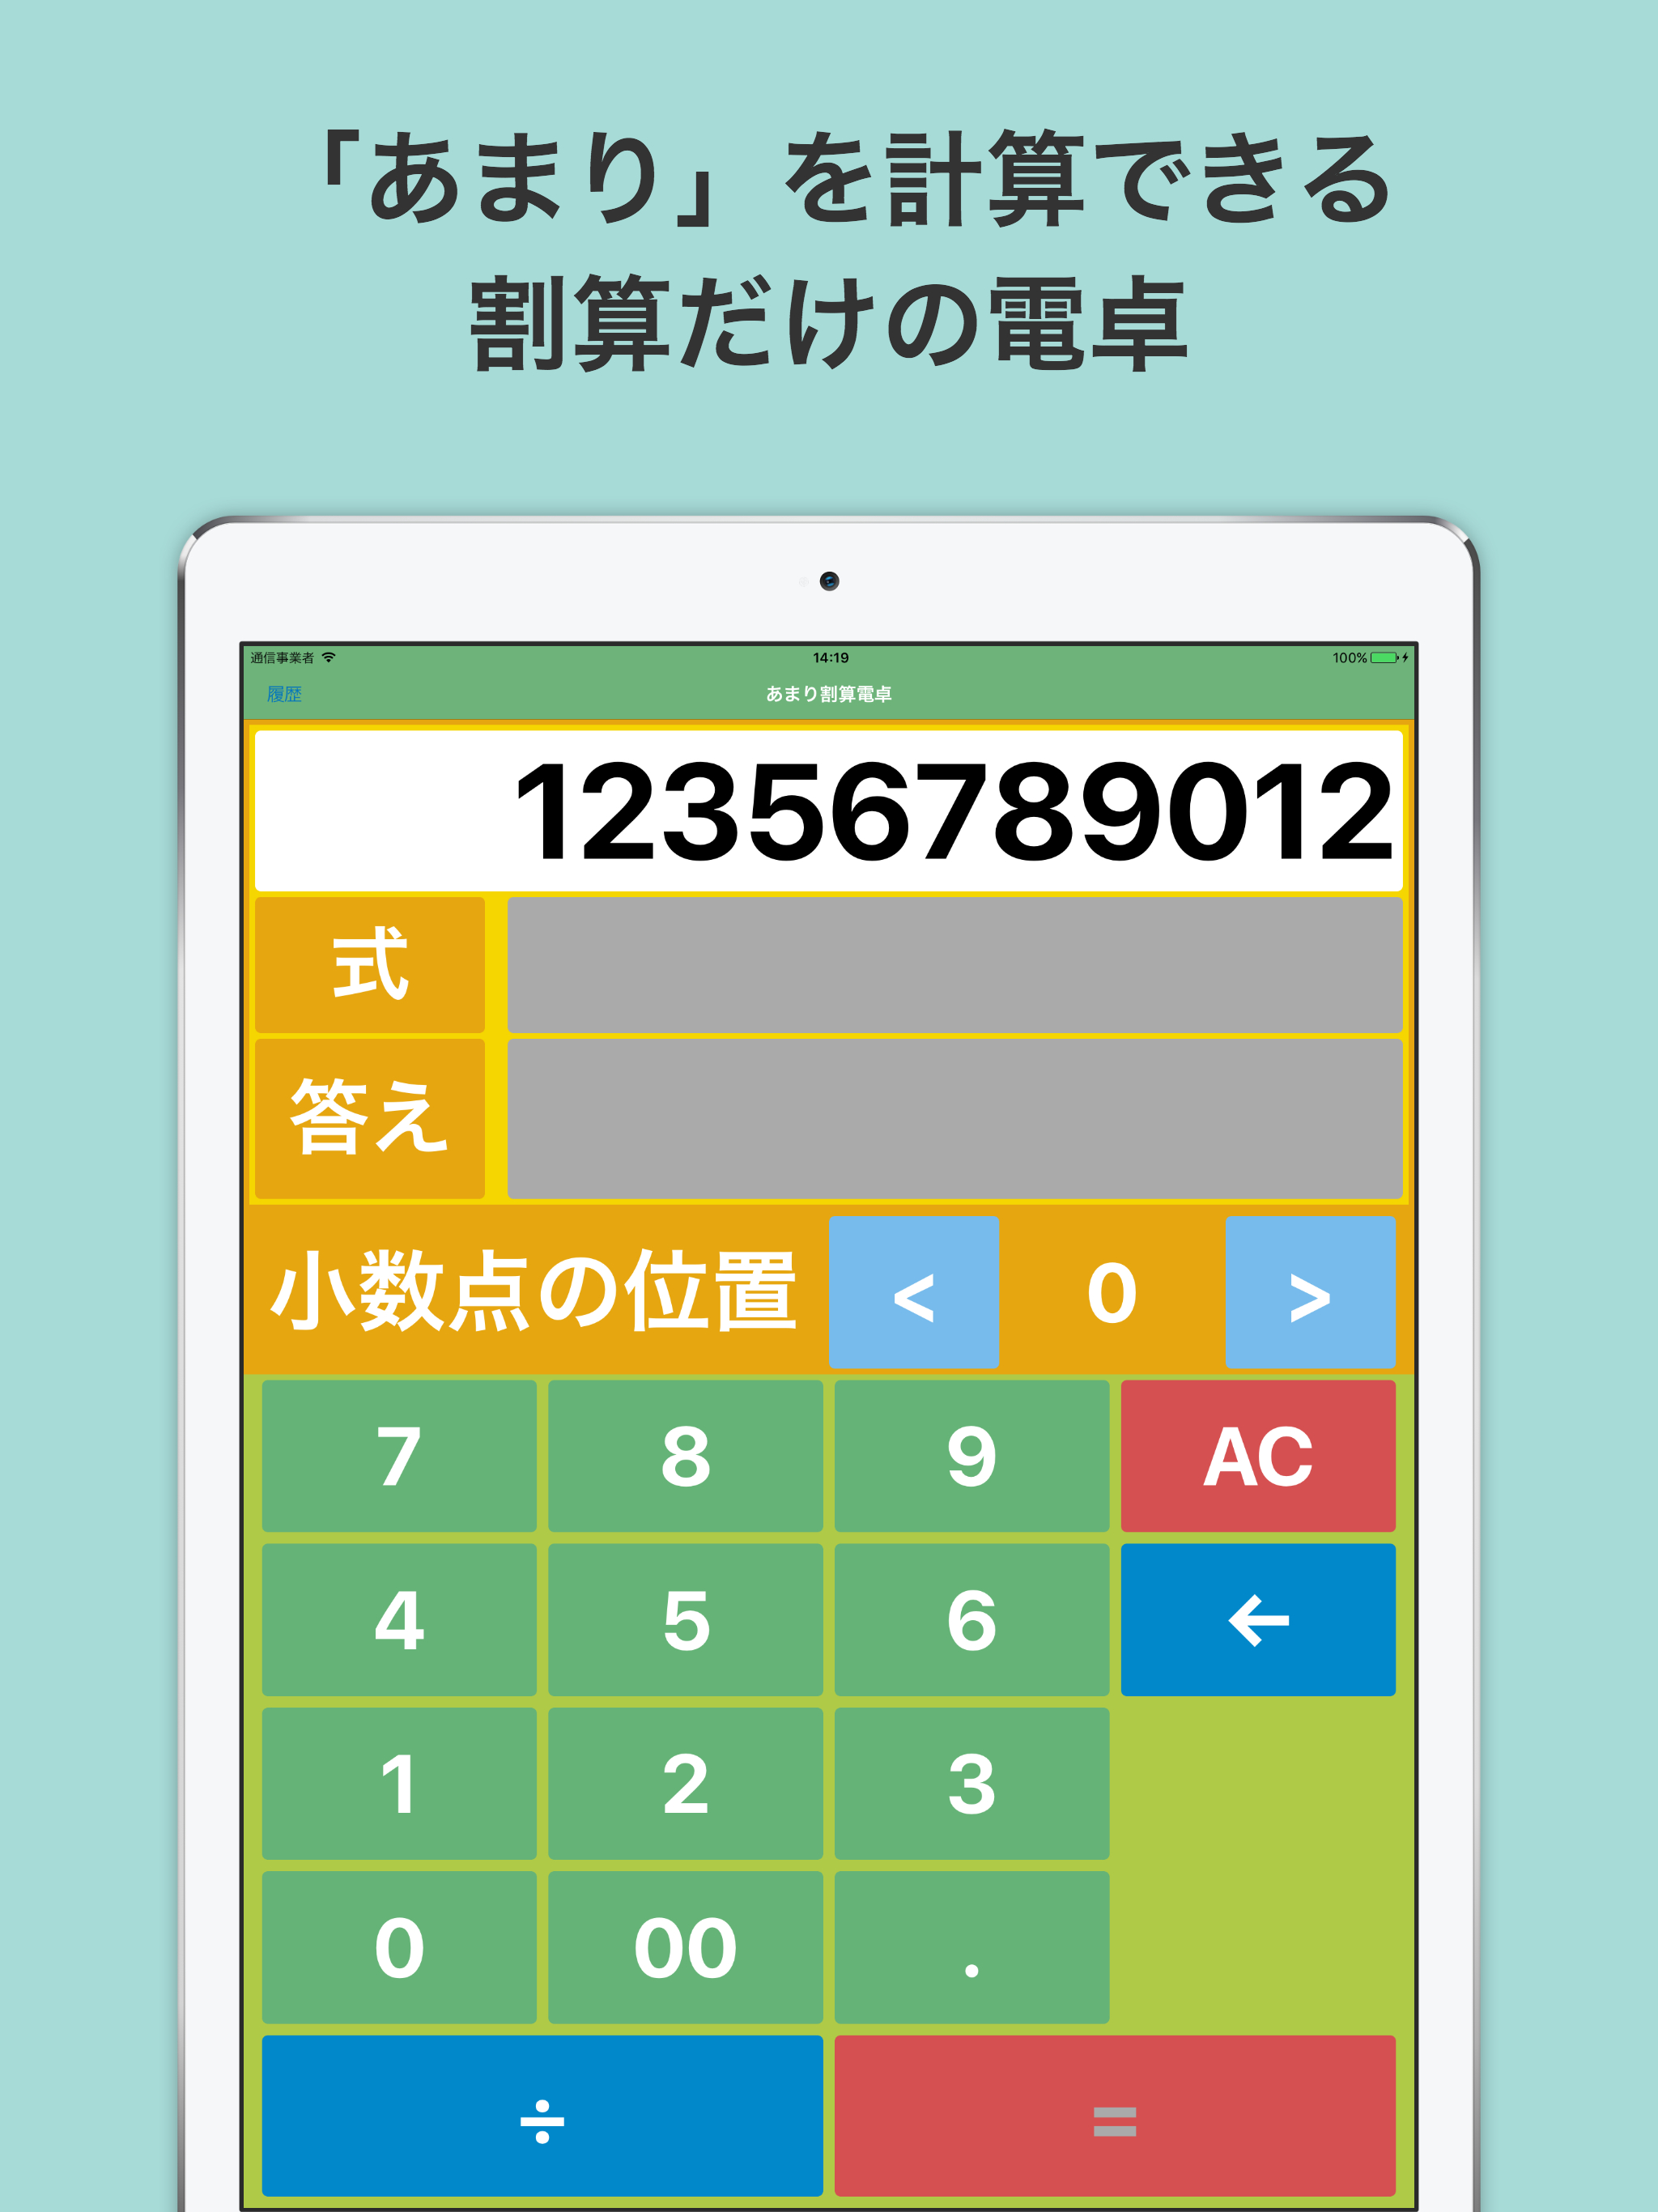 「あまり」を計算できる
割算だけの電卓
通信事業者 14:19 100%
履歴 あまり割算電卓
12356789012
式
答え
小数点の位置 < 0 >
7 8 9 AC
4 5 6 ←
1 2 3
0 00 .
÷ =